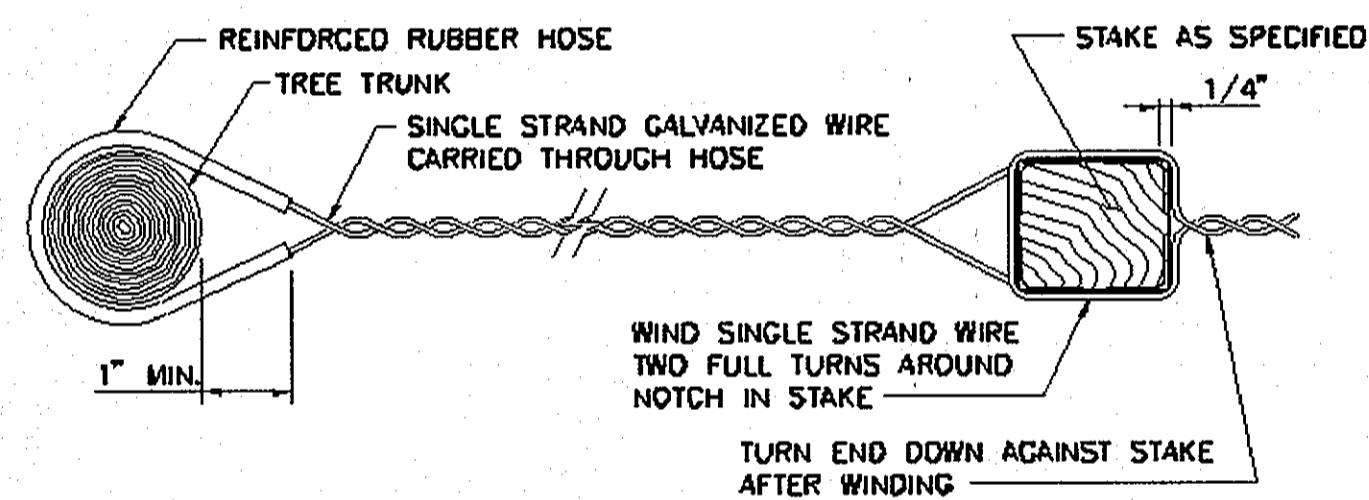 REINFORCED RUBBER HOSE
TREE TRUNK
SINGLE STRAND GALVANIZED WIRE
CARRIED THROUGH HOSE
STAKE AS SPECIFIED
1/4"
1" MIN.
WIND SINGLE STRAND WIRE
TWO FULL TURNS AROUND
NOTCH IN STAKE
TURN END DOWN AGAINST STAKE
AFTER WINDING